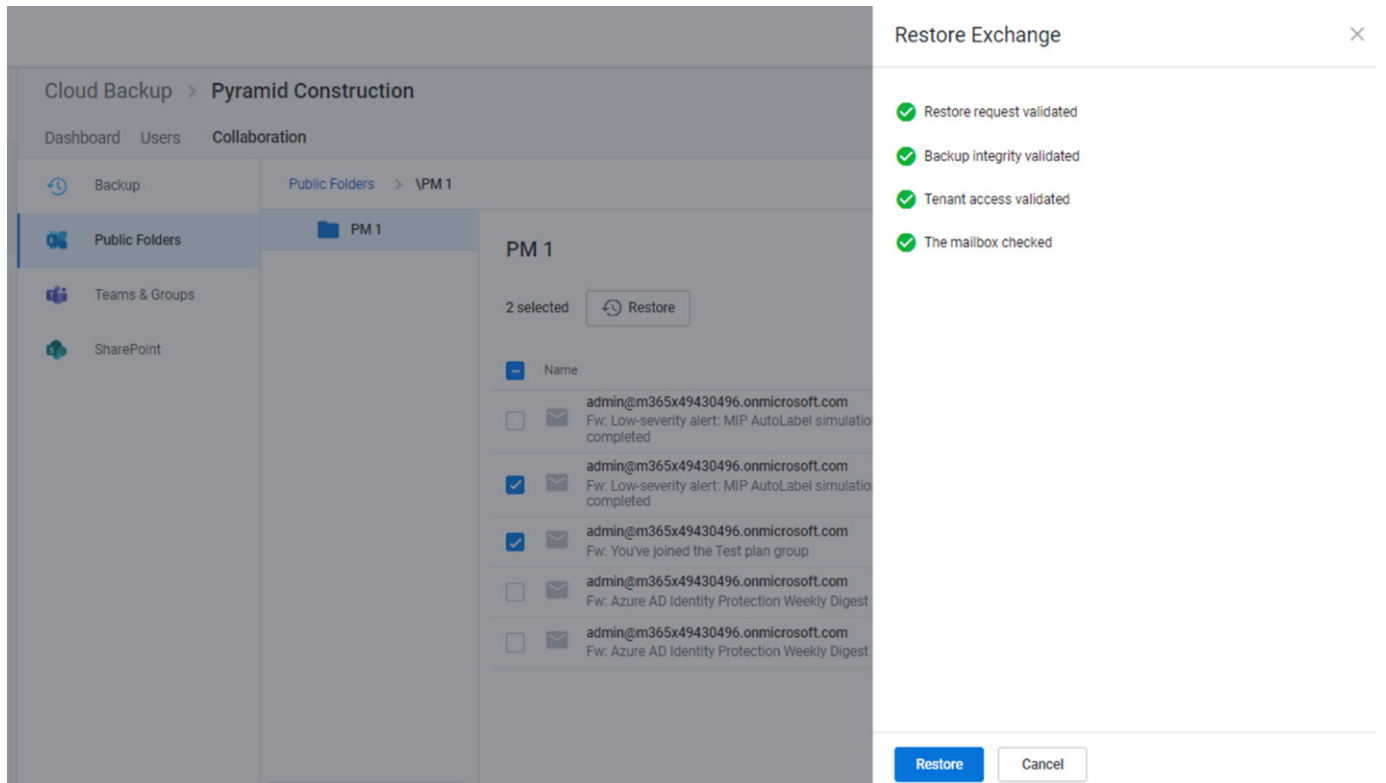 Restore Exchange
Cloud Backup > Pyramid Construction
Dashboard Users Collaboration
Backup
Public Folders
Teams & Groups
SharePoint
Public Folders > \PM 1
PM 1
PM 1
2 selected Restore
Name
admin@m365x49430496.onmicrosoft.com
Fw: Low-severity alert: MIP AutoLabel simulatio
completed
admin@m365x49430496.onmicrosoft.com
Fw: Low-severity alert: MIP AutoLabel simulatio
completed
admin@m365x49430496.onmicrosoft.com
Fw: You've joined the Test plan group
admin@m365x49430496.onmicrosoft.com
Fw: Azure AD Identity Protection Weekly Digest
admin@m365x49430496.onmicrosoft.com
Fw: Azure AD Identity Protection Weekly Digest
Restore request validated
Backup integrity validated
Tenant access validated
The mailbox checked
Restore Cancel